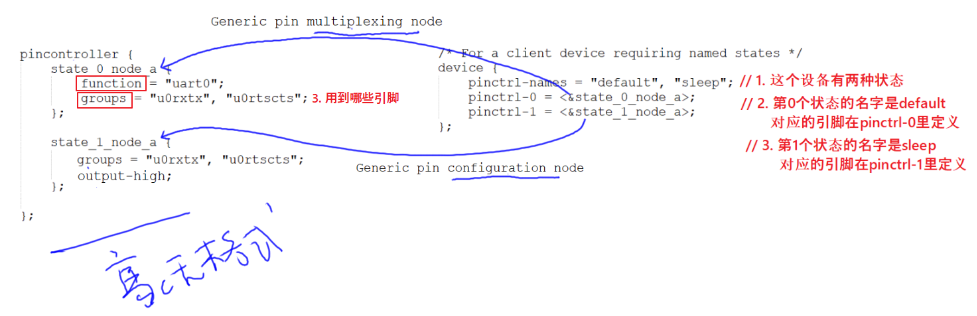 Generic pin multiplexing node
pincontroller {
state_0_node_a {
function = "uart0";
groups = "u0rxtx", "u0rtscts"; 3. 用到哪些引脚
};
state_1_node_a {
groups = "u0rxtx", "u0rtscts";
output-high;
};
};
/* For a client device requiring named states */
device {
pinctrl-names = "default", "sleep"; // 1. 这个设备有两种状态
pinctrl-0 = <&state_0_node_a>; // 2. 第0个状态的名字是default
对应的引脚在pinctrl-0里定义
pinctrl-1 = <&state_1_node_a>;
};
// 3. 第1个状态的名字是sleep
对应的引脚在pinctrl-1里定义
Generic pin configuration node